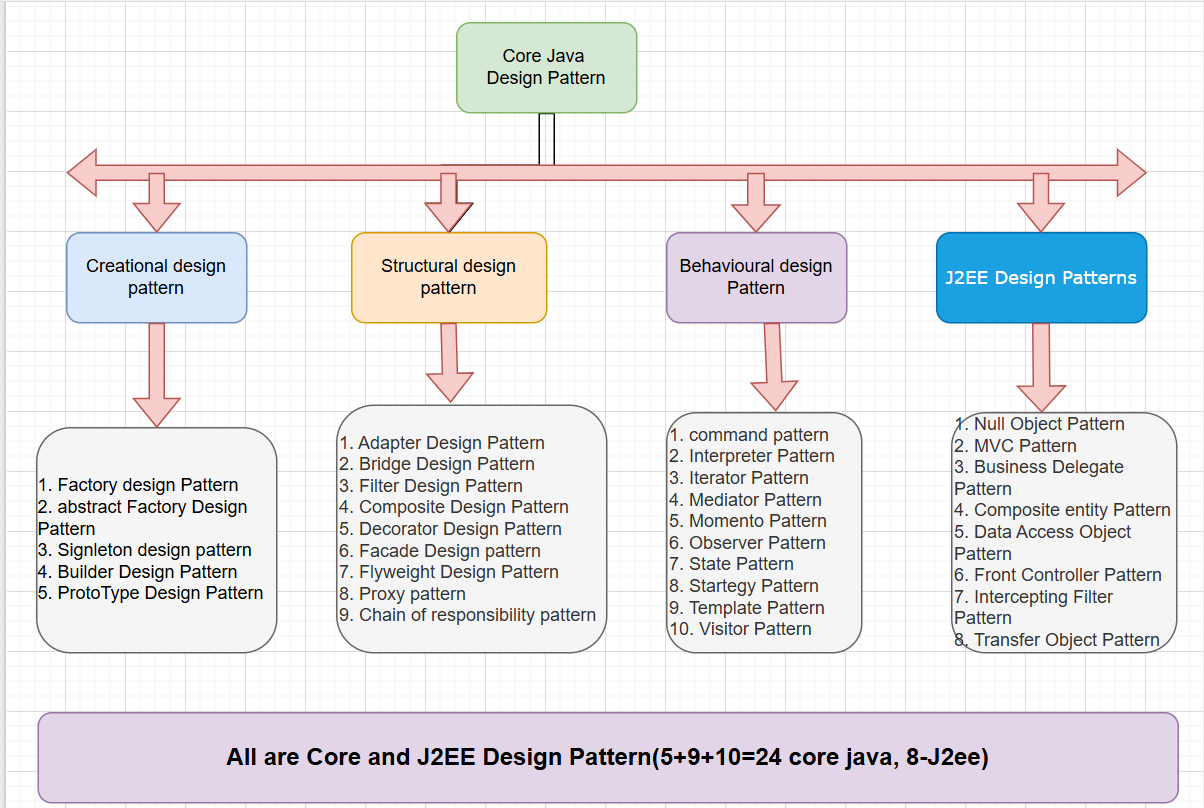 Core Java
Design Pattern
Creational design
pattern
Structural design
pattern
Behavioural design
Pattern
J2EE Design Patterns
1. Factory design Pattern
2. abstract Factory Design
Pattern
3. Signleton design pattern
4. Builder Design Pattern
5. ProtoType Design Pattern
1. Adapter Design Pattern
2. Bridge Design Pattern
3. Filter Design Pattern
4. Composite Design Pattern
5. Decorator Design Pattern
6. Facade Design pattern
7. Flyweight Design Pattern
8. Proxy pattern
9. Chain of responsibility pattern
1. command pattern
2. Interpreter Pattern
3. Iterator Pattern
4. Mediator Pattern
5. Momento Pattern
6. Observer Pattern
7. State Pattern
8. Startegy Pattern
9. Template Pattern
10. Visitor Pattern
1. Null Object Pattern
2. MVC Pattern
3. Business Delegate
Pattern
4. Composite entity Pattern
5. Data Access Object
Pattern
6. Front Controller Pattern
7. Intercepting Filter
Pattern
8. Transfer Object Pattern
All are Core and J2EE Design Pattern(5+9+10=24 core java, 8-J2ee)